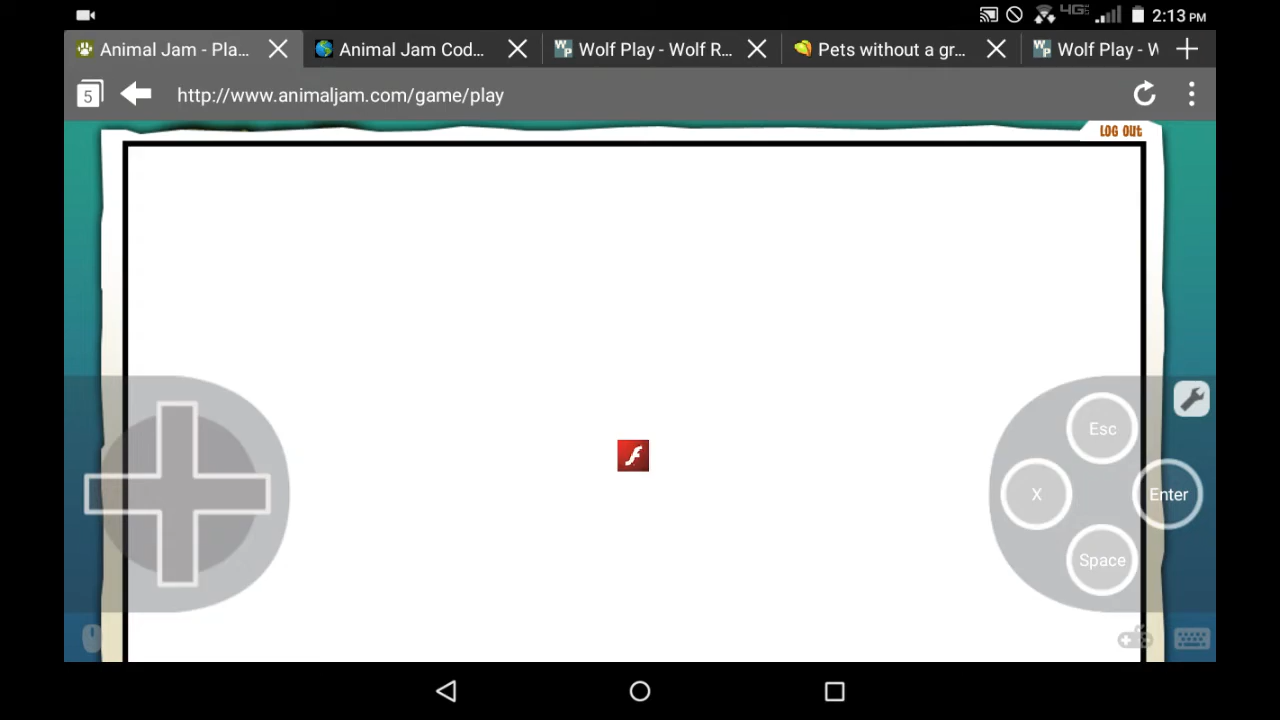 4G 2:13 PM
Animal Jam - Pla... Animal Jam Cod... Wolf Play - Wolf R... Pets without a gr... Wolf Play - W
5 http://www.animaljam.com/game/play
LOG OUT
Esc
X Enter
Space